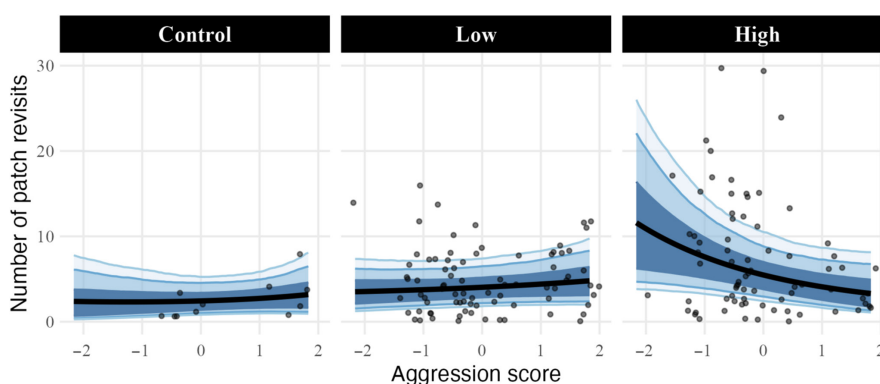 Control Low High
Number of patch revisits
30
20
10
0
−2 −1 0 1 2 −2 −1 0 1 2 −2 −1 0 1 2
Aggression score